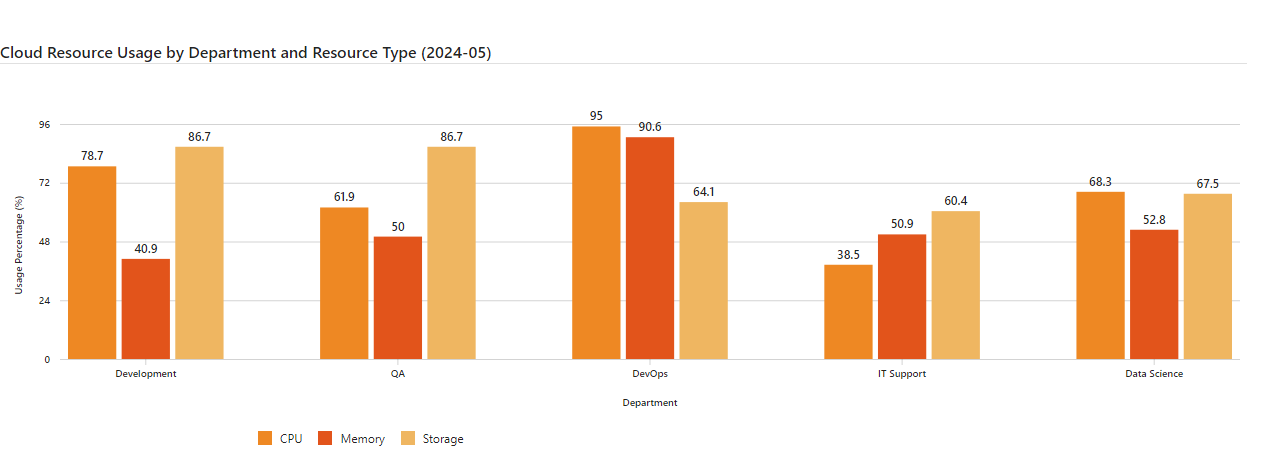 Cloud Resource Usage by Department and Resource Type (2024-05)
Usage Percentage (%)
96
72
48
24
0
78.7
40.9
86.7
61.9
50
86.7
95
90.6
64.1
38.5
50.9
60.4
68.3
52.8
67.5
Development
QA
DevOps
IT Support
Data Science
Department
CPU
Memory
Storage